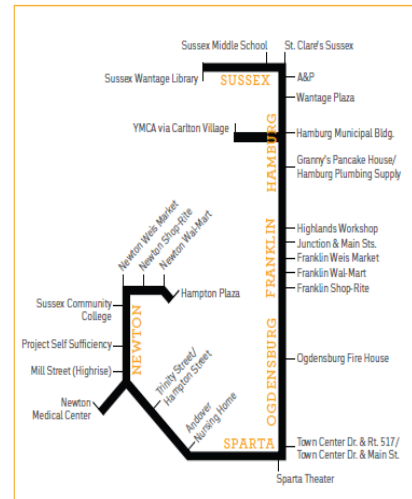 Sussex Middle School
St. Clare's Sussex
Sussex Wantage Library
SUSSEX
A&P
Wantage Plaza
YMCA via Carlton Village
HAMBURG
Hamburg Municipal Bldg.
Granny's Pancake House/
Hamburg Plumbing Supply
Newton Weis Market
Newton Shop-Rite
Newton Wal-Mart
FRANKLIN
Highlands Workshop
Junction & Main Sts.
Franklin Weis Market
Franklin Wal-Mart
Franklin Shop-Rite
Hampton Plaza
Sussex Community
College
NEWTON
Project Self Sufficiency
Mill Street (Highrise)
OGDENSBURG
Ogdensburg Fire House
Newton
Medical Center
Trinity Street/
Hampton Street
Andover
Nursing Home
SPARTA
Town Center Dr. & Rt. 517/
Town Center Dr. & Main St.
Sparta Theater